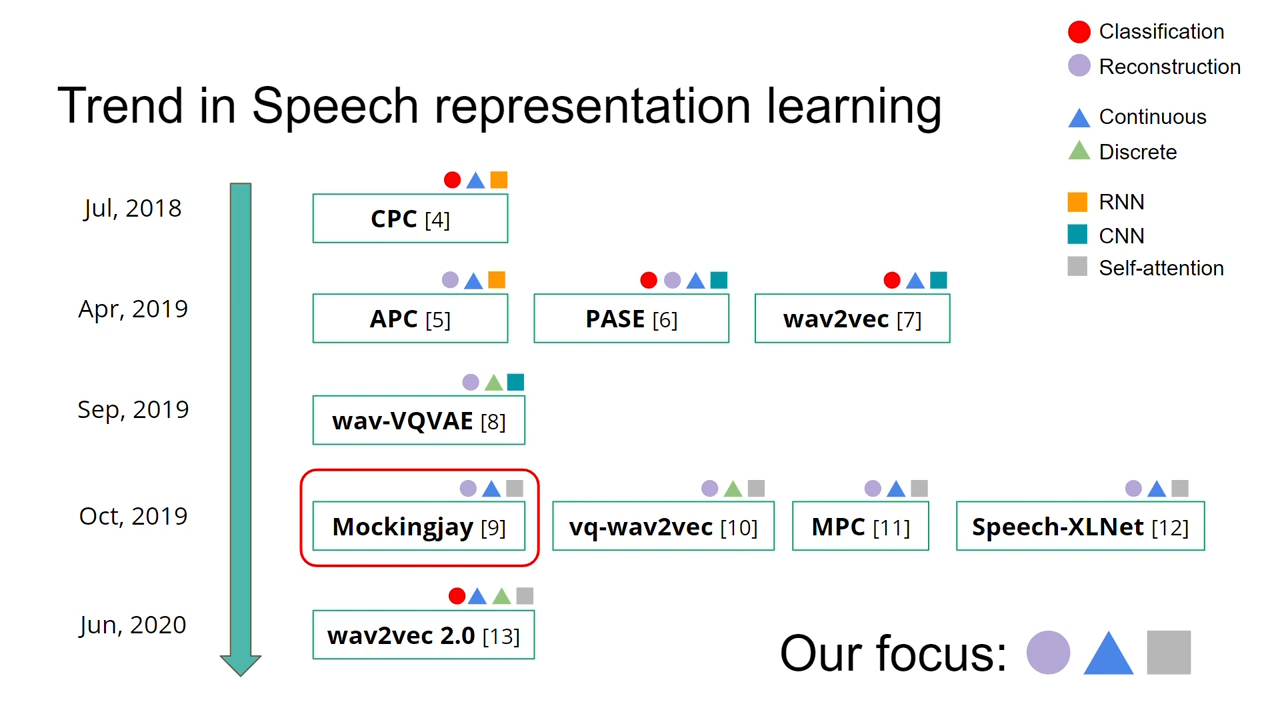 Classification
Reconstruction
Continuous
Discrete
RNN
CNN
Self-attention
Trend in Speech representation learning
Jul, 2018
CPC [4]
Apr, 2019
APC [5]
PASE [6]
wav2vec [7]
Sep, 2019
wav-VQVAE [8]
Oct, 2019
Mockingjay [9]
vq-wav2vec [10]
MPC [11]
Speech-XLNet [12]
Jun, 2020
wav2vec 2.0 [13]
Our focus: